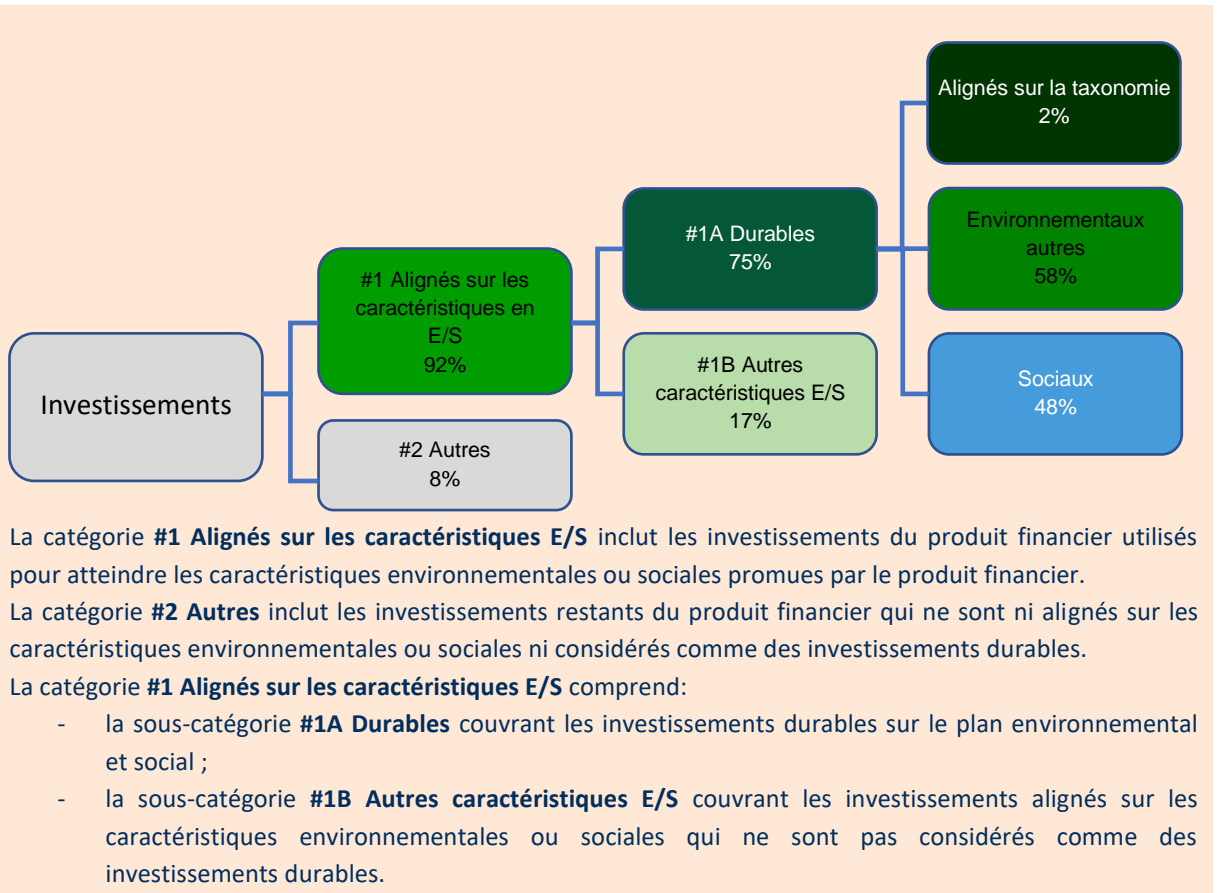 Alignés sur la taxonomie
2%
#1A Durables
75%
Environnementaux
autres
58%
#1 Alignés sur les
caractéristiques en
E/S
92%
#1B Autres
caractéristiques E/S
17%
Sociaux
48%
Investissements
#2 Autres
8%
La catégorie #1 Alignés sur les caractéristiques E/S inclut les investissements du produit financier utilisés
pour atteindre les caractéristiques environnementales ou sociales promues par le produit financier.
La catégorie #2 Autres inclut les investissements restants du produit financier qui ne sont ni alignés sur les
caractéristiques environnementales ou sociales ni considérés comme des investissements durables.
La catégorie #1 Alignés sur les caractéristiques E/S comprend:
- la sous-catégorie #1A Durables couvrant les investissements durables sur le plan environnemental
et social ;
- la sous-catégorie #1B Autres caractéristiques E/S couvrant les investissements alignés sur les
caractéristiques environnementales ou sociales qui ne sont pas considérés comme des
investissements durables.